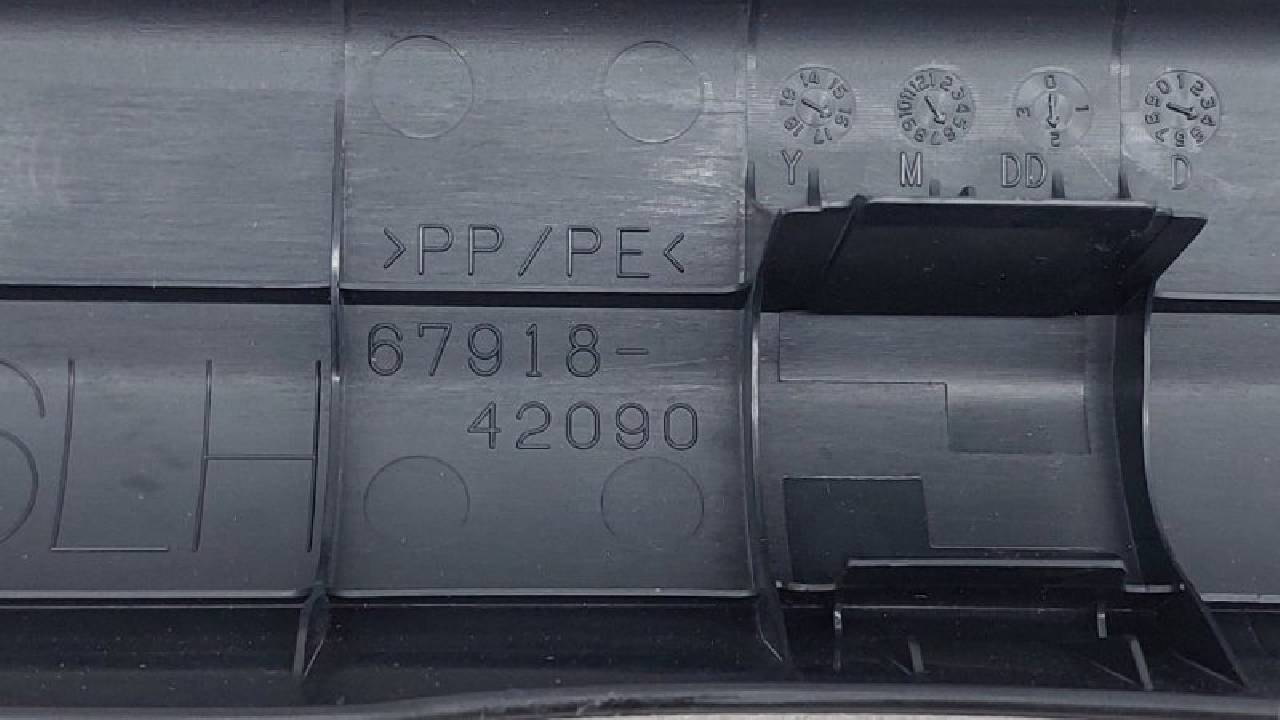 Y M DD D
>PP/PE<
67918-
42090
LH